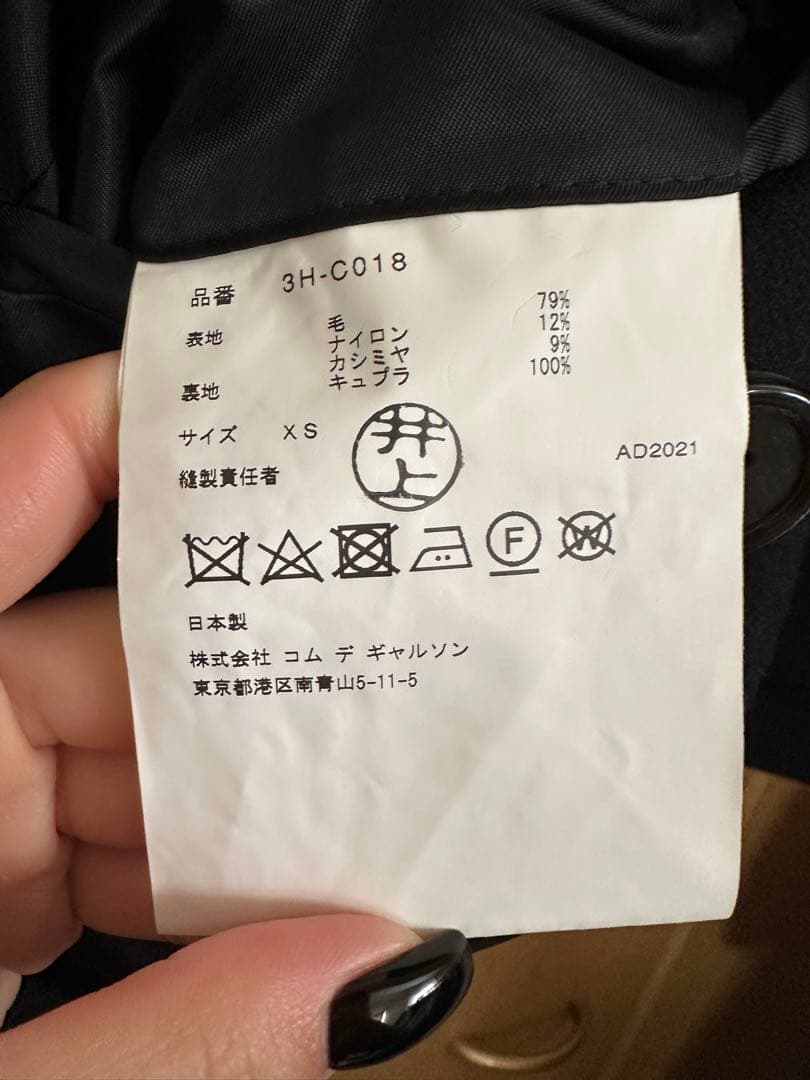 品番 3H-C018
表地 毛 79%
ナイロン 12%
カシミヤ 9%
裏地 キュプラ 100%
サイズ XS
縫製責任者 井上
AD2021
F
W
日本製
株式会社 コム デ ギャルソン
東京都港区南青山5-11-5